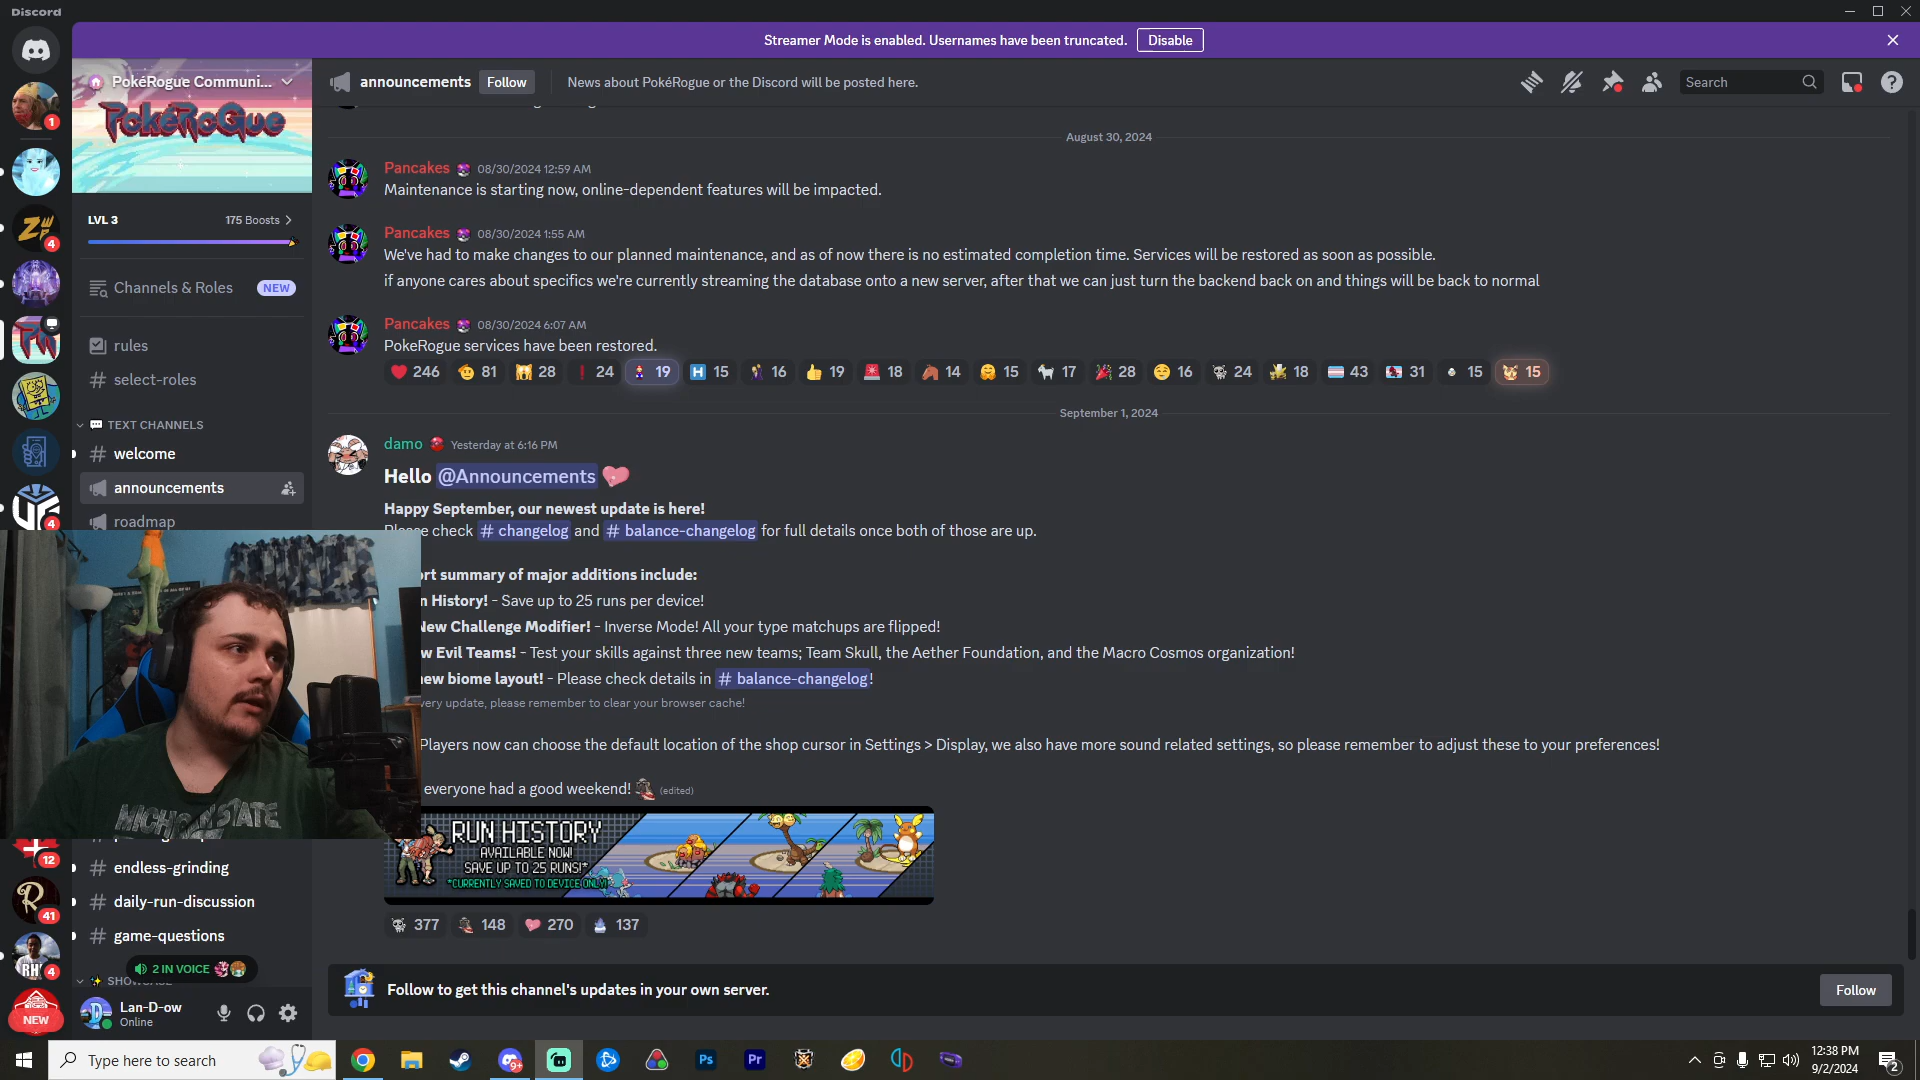 Discord
Streamer Mode is enabled. Usernames have been truncated.
Disable
PokéRogue Communi...
PokéRoGue
LVL 3
175 Boosts
Channels & Roles
NEW
rules
select-roles
TEXT CHANNELS
welcome
announcements
roadmap
endless-grinding
daily-run-discussion
game-questions
2 IN VOICE
Lan-D-ow
Online
1
4
4
12
41
4
NEW
RH
announcements
Follow
News about PokéRogue or the Discord will be posted here.
Search
August 30, 2024
Pancakes 08/30/2024 12:59 AM
Maintenance is starting now, online-dependent features will be impacted.
Pancakes 08/30/2024 1:55 AM
We've had to make changes to our planned maintenance, and as of now there is no estimated completion time. Services will be restored as soon as possible.
if anyone cares about specifics we're currently streaming the database onto a new server, after that we can just turn the backend back on and things will be back to normal
Pancakes 08/30/2024 6:07 AM
PokeRogue services have been restored.
246 81 28 24 19 15 16 19 18 14 15 17 28 16 24 18 43 31 15 15
September 1, 2024
damo Yesterday at 6:16 PM
Hello @Announcements
Happy September, our newest update is here!
check # changelog and # balance-changelog for full details once both of those are up.
summary of major additions include:
History! - Save up to 25 runs per device!
New Challenge Modifier! - Inverse Mode! All your type matchups are flipped!
Evil Teams! - Test your skills against three new teams; Team Skull, the Aether Foundation, and the Macro Cosmos organization!
new biome layout! - Please check details in # balance-changelog!
update, please remember to clear your browser cache!
Players now can choose the default location of the shop cursor in Settings > Display, we also have more sound related settings, so please remember to adjust these to your preferences!
everyone had a good weekend! (edited)
RUN HISTORY
AVAILABLE NOW!
SAVE UP TO 25 RUNS!*
*CURRENTLY SAVED TO DEVICE ONLY!
377 148 270 137
Follow to get this channel's updates in your own server.
Follow
MICHIGAN STATE
Type here to search
9+
Ps
Pr
12:38 PM
9/2/2024
2